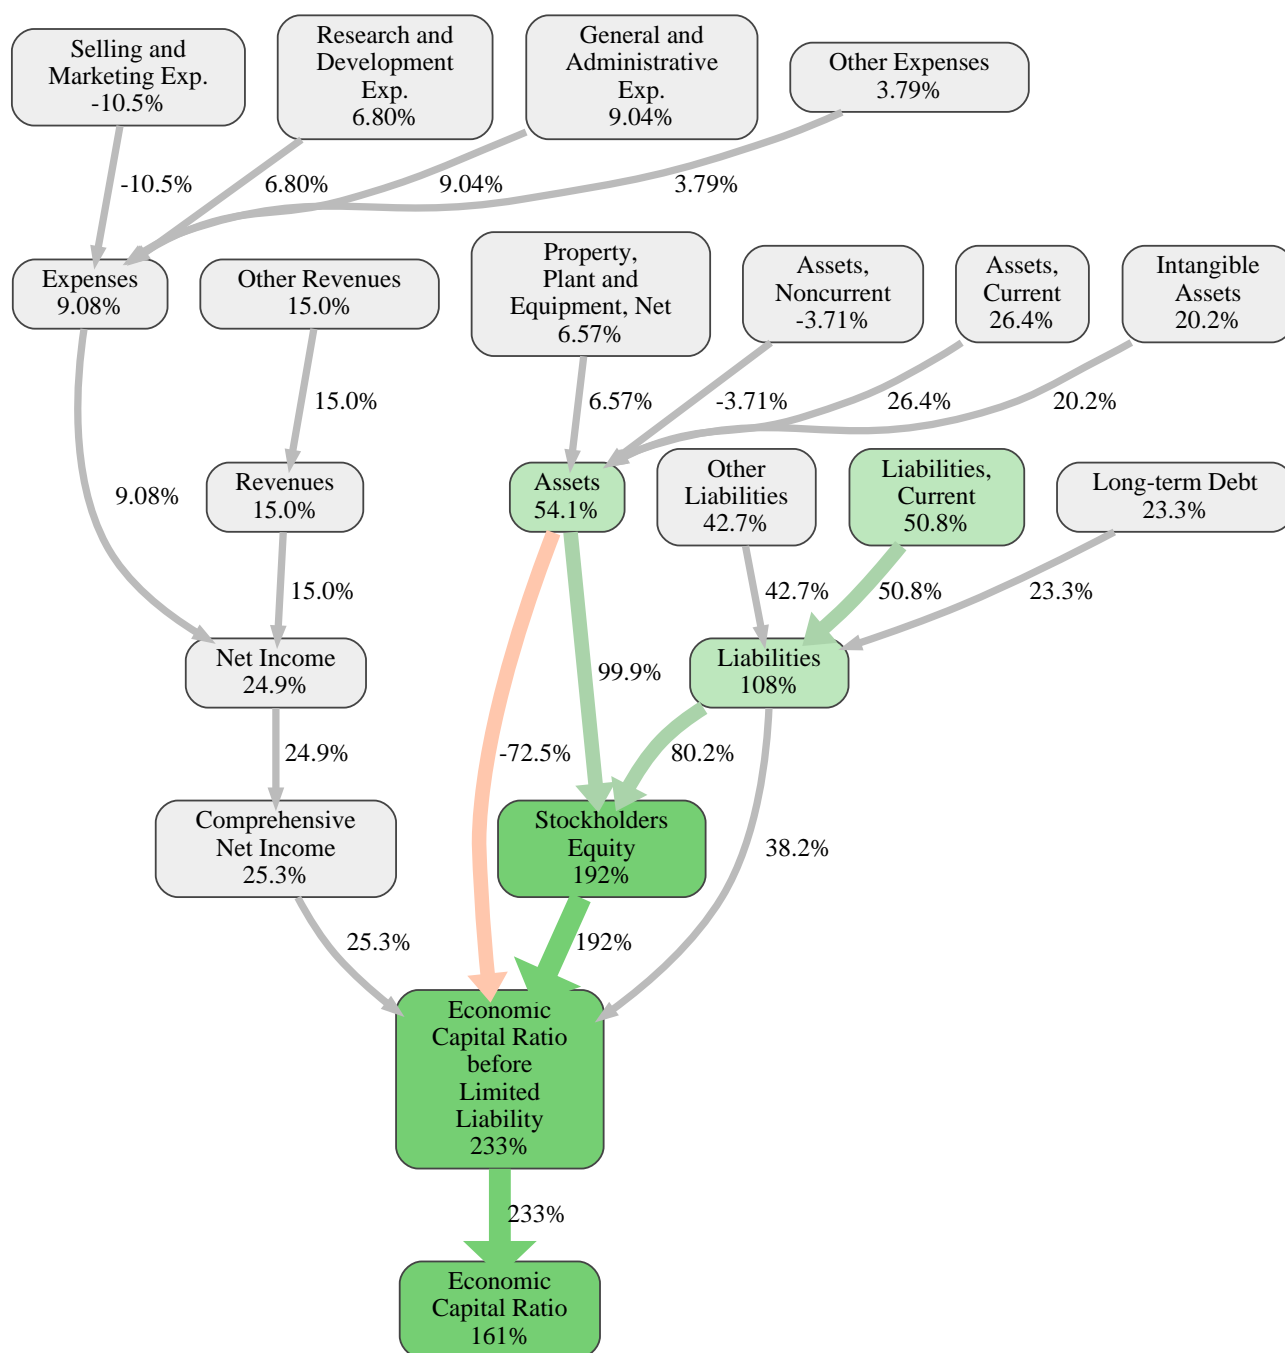 Selling and
Marketing Exp.
-10.5%
Research and
Development
Exp.
6.80%
General and
Administrative
Exp.
9.04%
Other Expenses
3.79%
-10.5%
6.80%
9.04%
3.79%
Expenses
9.08%
Other Revenues
15.0%
Property,
Plant and
Equipment, Net
6.57%
Assets,
Noncurrent
-3.71%
Assets,
Current
26.4%
Intangible
Assets
20.2%
15.0%
6.57%
-3.71%
26.4%
20.2%
9.08%
Revenues
15.0%
Assets
54.1%
Other
Liabilities
42.7%
Liabilities,
Current
50.8%
Long-term Debt
23.3%
15.0%
42.7%
50.8%
23.3%
Net Income
24.9%
99.9%
Liabilities
108%
24.9%
-72.5%
80.2%
Comprehensive
Net Income
25.3%
Stockholders
Equity
192%
38.2%
25.3%
192%
Economic
Capital Ratio
before
Limited
Liability
233%
233%
Economic
Capital Ratio
161%